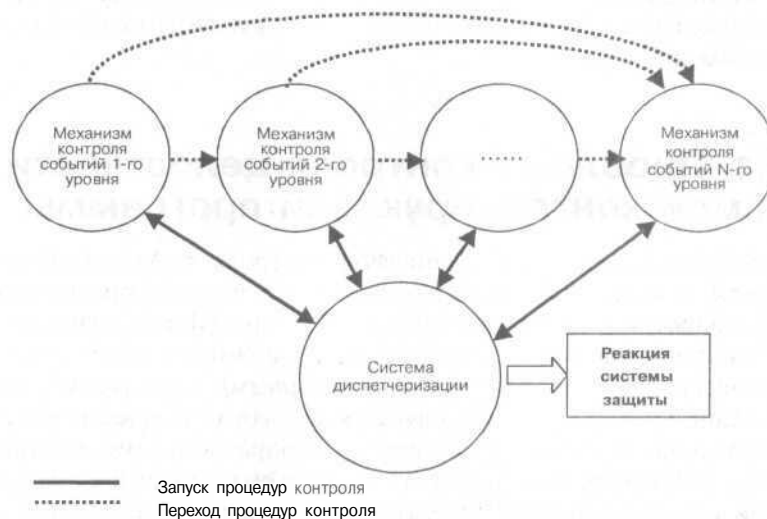 Механизм
контроля
событий 1-го
уровня
Механизм
контроля
событий 2-го
уровня
......
Механизм
контроля
событий N-го
уровня
Система
диспетчеризации
Реакция
системы
защиты
Запуск процедур контроля
Переход процедур контроля